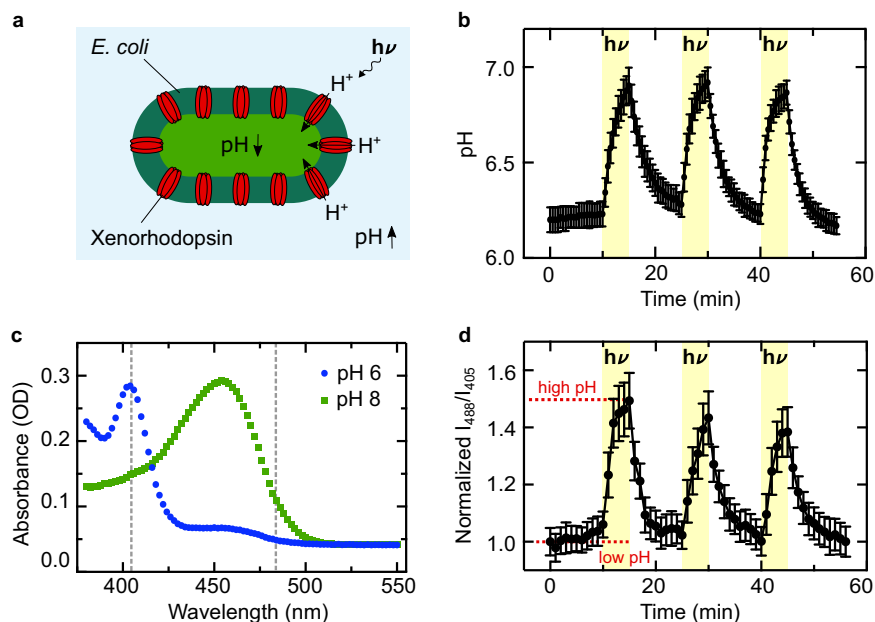 a
E. coli
hν
H⁺
pH
H⁺
H⁺
Xenorhodopsin
pH
b
hν hν hν
7.0
6.5
6.0
pH
0 20 40 60
Time (min)
c
pH 6
pH 8
0.3
0.2
0.1
0.0
Absorbance (OD)
400 450 500 550
Wavelength (nm)
d
hν hν hν
1.6
1.4
1.2
1.0
high pH
low pH
Normalized I₄₈₈/I₄₀₅
0 20 40 60
Time (min)